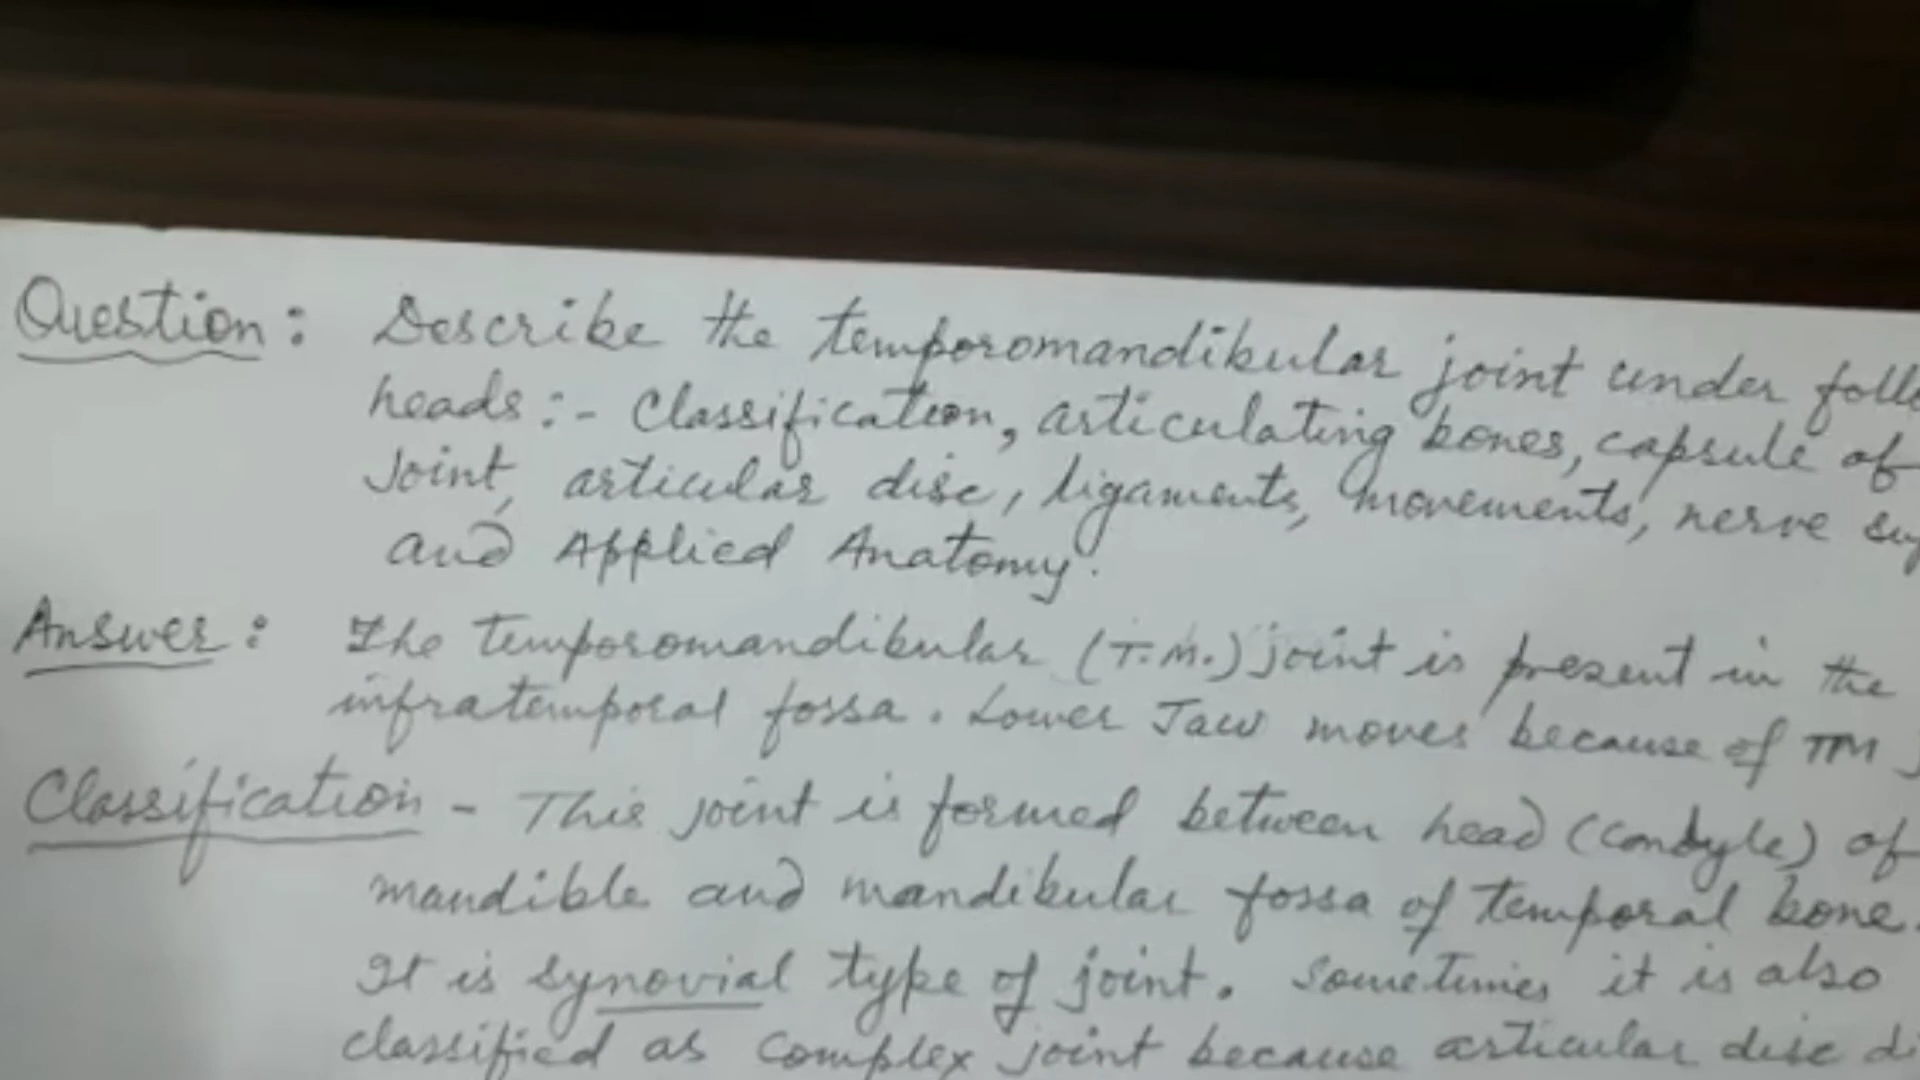 Question: Describe the temporomandibular joint under
heads:- Classification, articulating bones, capsule of
Joint, articular disc, ligaments, movements, nerve
and Applied Anatomy.
Answer: The temporomandibular (T.M.) joint is present in the
infratemporal fossa. Lower Jaw moves because of TM
Classification - This joint is formed between head (condyle) of
mandible and mandibular fossa of temporal bone.
It is synovial type of joint. Sometimes it is also
classified as complex joint because articular disc